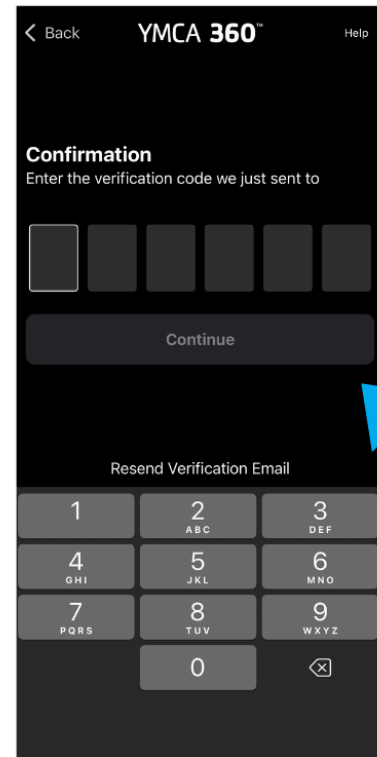 Back YMCA 360™ Help
Confirmation
Enter the verification code we just sent to
Continue
Resend Verification Email
1 2 3
ABC DEF
4 5 6
GHI JKL MNO
7 8 9
PQRS TUV WXYZ
0